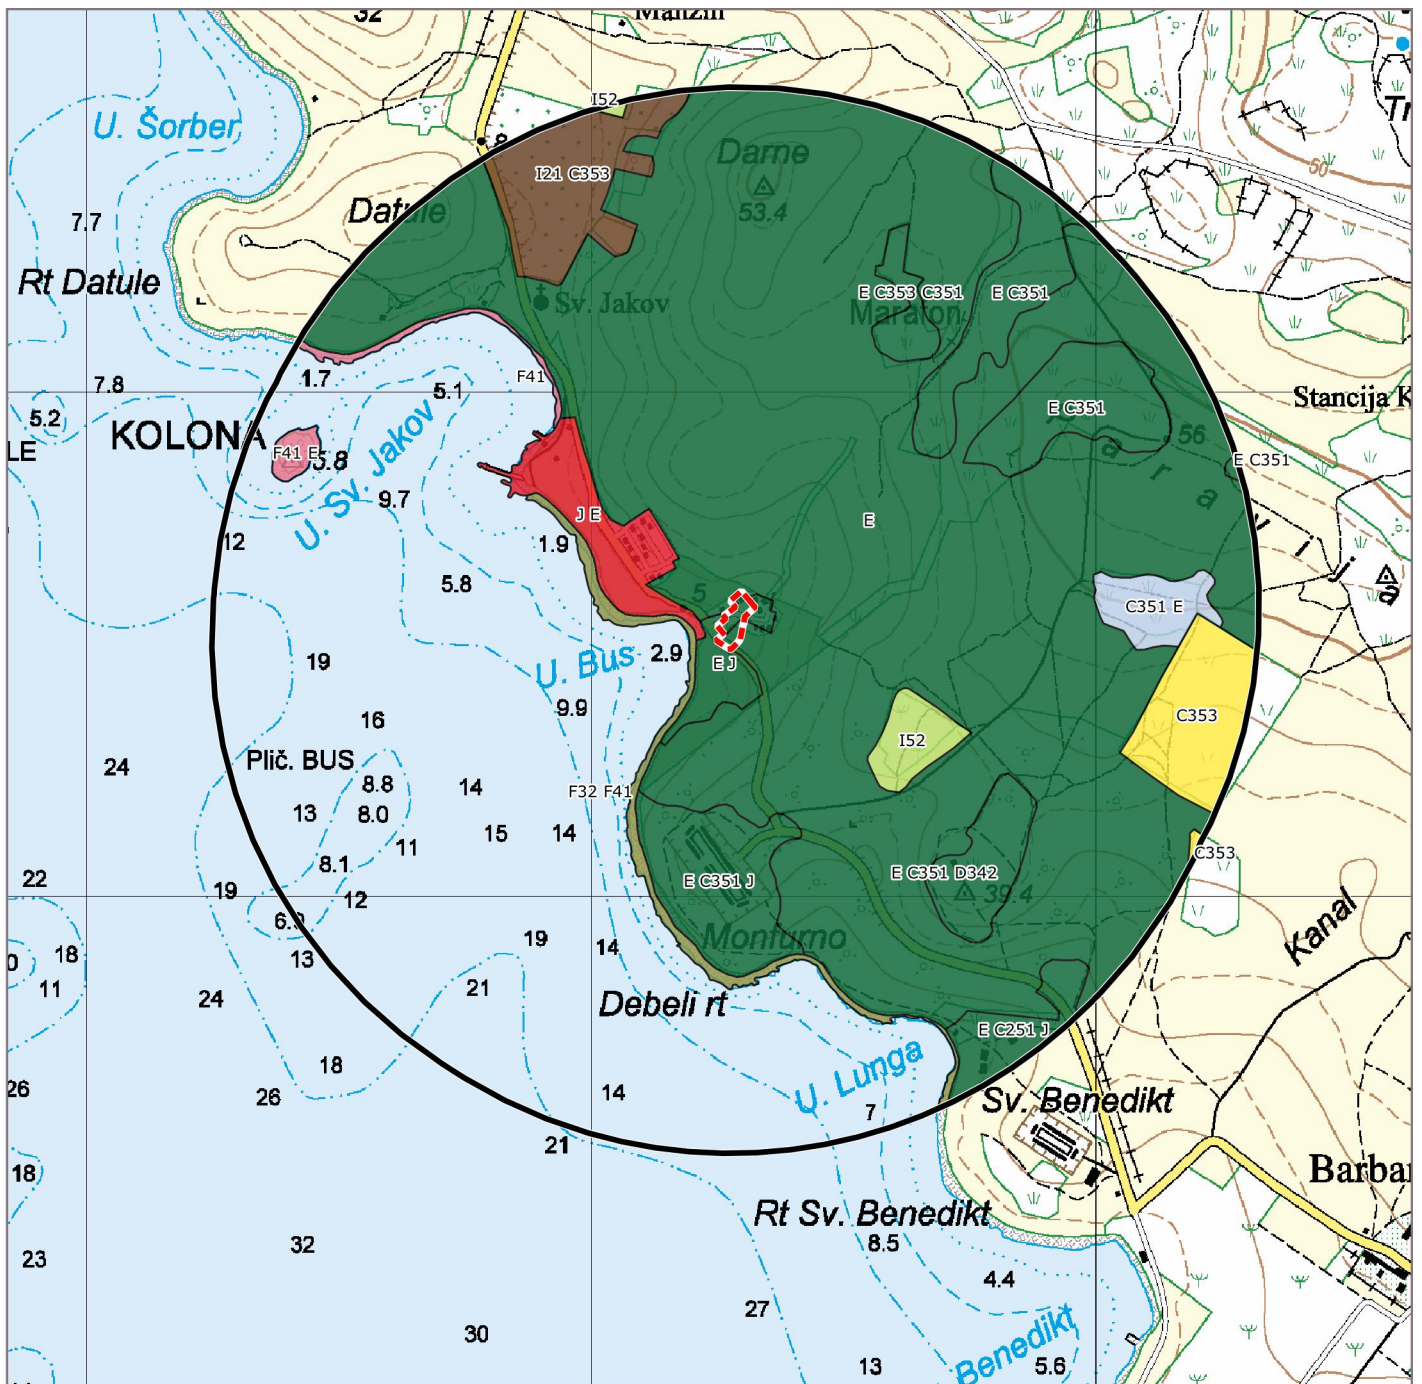 32
Manžin
I52
U. Šorber
8
Darne
I21 C353
53.4
50
Datule
7.7
Rt Datule
E C353 C351
E C351
Sv. Jakov
Maraton
7.8
1.7
F41
5.1
Stancija K
5.2
LE
KOLONA
E C351
56
F41 E
5.8
E C351
9.7
U. Sv. Jakov
J E
E
12
1.9
5.8
5
C351 E
U. Bus
2.9
E J
19
9.9
16
C353
I52
Plič. BUS
24
8.8
14
F32 F41
13
8.0
15
14
11
8.1
C353
22
19
12
E C351 J
E C351 D342
39.4
6.9
Kanal
18
13
19
14
Monturno
0
11
24
21
Debeli rt
E C251 J
18
U. Lunga
26
26
14
7
Sv. Benedikt
21
18
Barba
Rt Sv. Benedikt
23
32
8.5
4.4
27
30
13
Benedikt
5.6